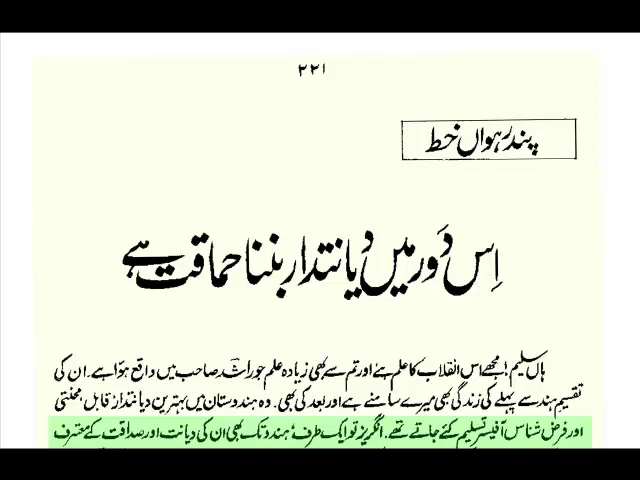 ۲۲۱
پندرہواں خط
اِس دَور میں دیانتدار بننا حماقت ہے
ہاں سلیم! مجھے اس انقلاب کا علم ہے اور تم سے بھی زیادہ علم جو راشد صاحب میں واقع ہوا ہے۔ ان کی
تقسیمِ ہند سے پہلے کی زندگی بھی میرے سامنے ہے اور بعد کی بھی۔ وہ ہندوستان میں بہترین دیانتدار قابل، محنتی
اور فرض شناس آفیسر تسلیم کئے جاتے تھے۔ انگریز تو ایک طرف، ہندو تک بھی ان کی دیانت اور صداقت کے معترف